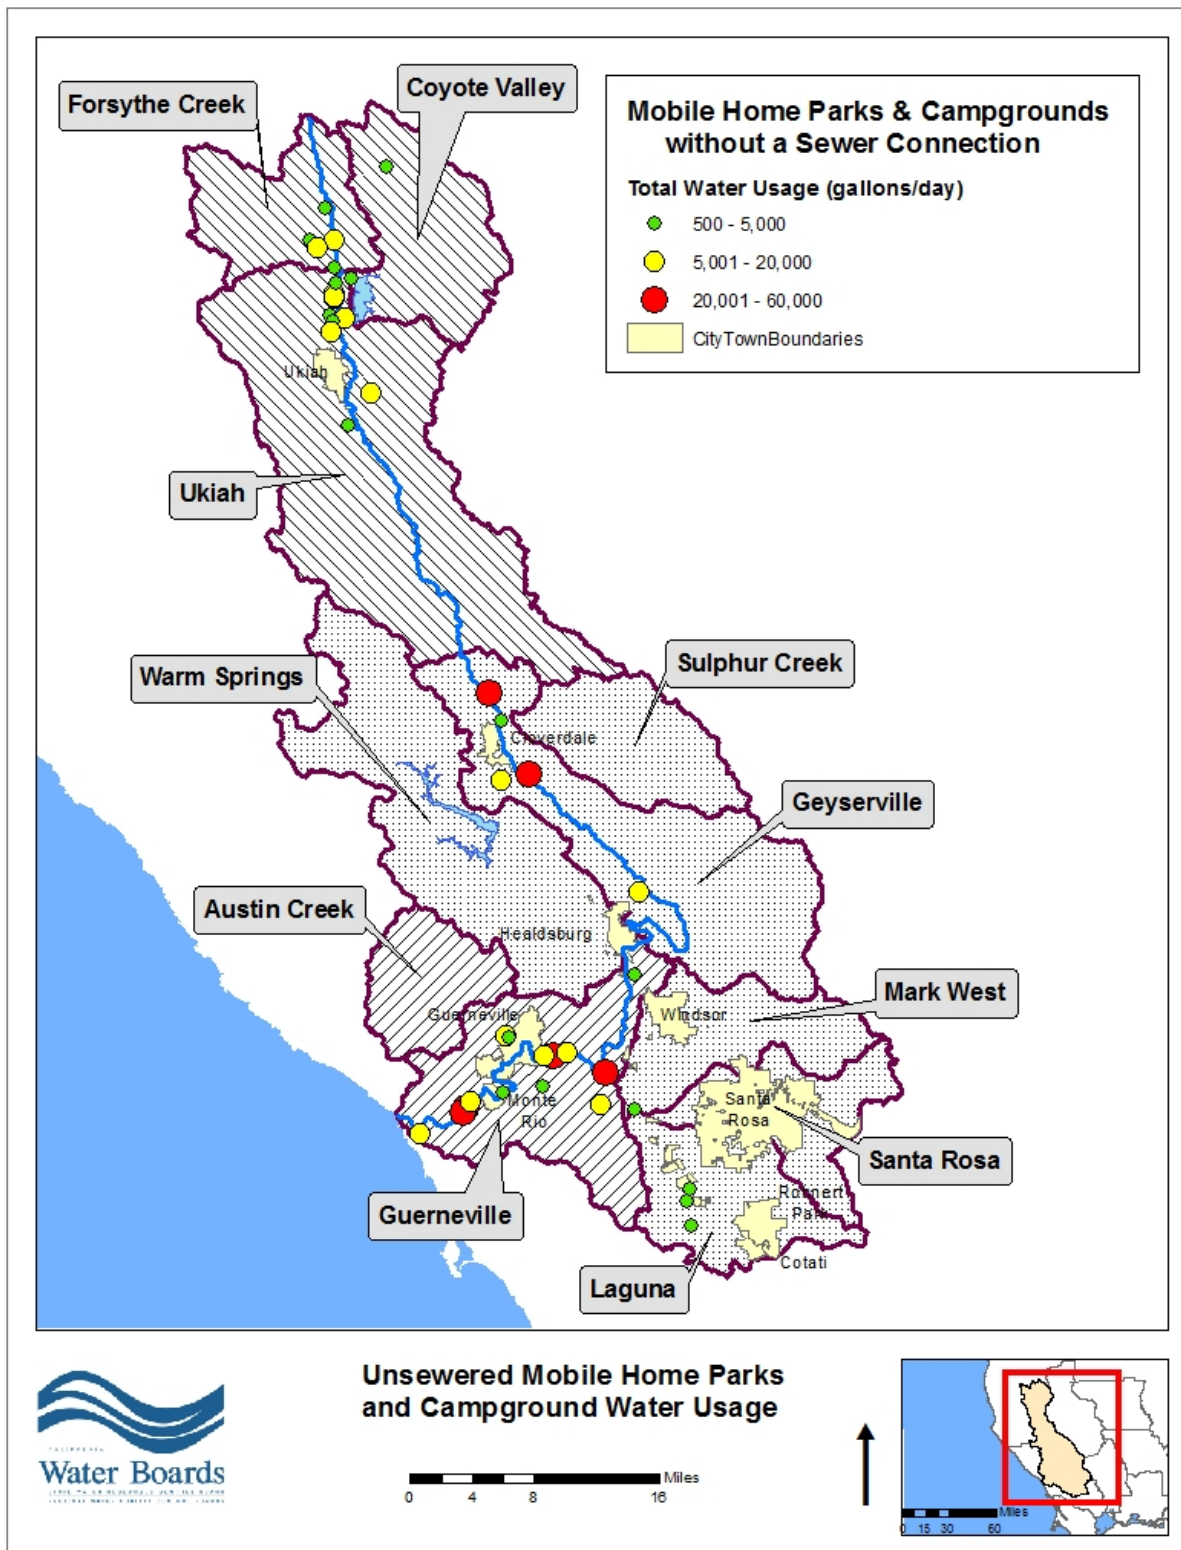 Forsythe Creek
Coyote Valley
Mobile Home Parks & Campgrounds
without a Sewer Connection
Total Water Usage (gallons/day)
500 - 5,000
5,001 - 20,000
20,001 - 60,000
CityTownBoundaries
Ukiah
Ukiah
Warm Springs
Sulphur Creek
Cloverdale
Geyserville
Austin Creek
Healdsburg
Mark West
Guerneville
Windsor
Monte
Rio
Santa
Rosa
Santa Rosa
Guerneville
Rohnert
Park
Cotati
Laguna
Unsewered Mobile Home Parks
and Campground Water Usage
CALIFORNIA
Water Boards
Miles
0 4 8 16
Miles
0 15 30 60